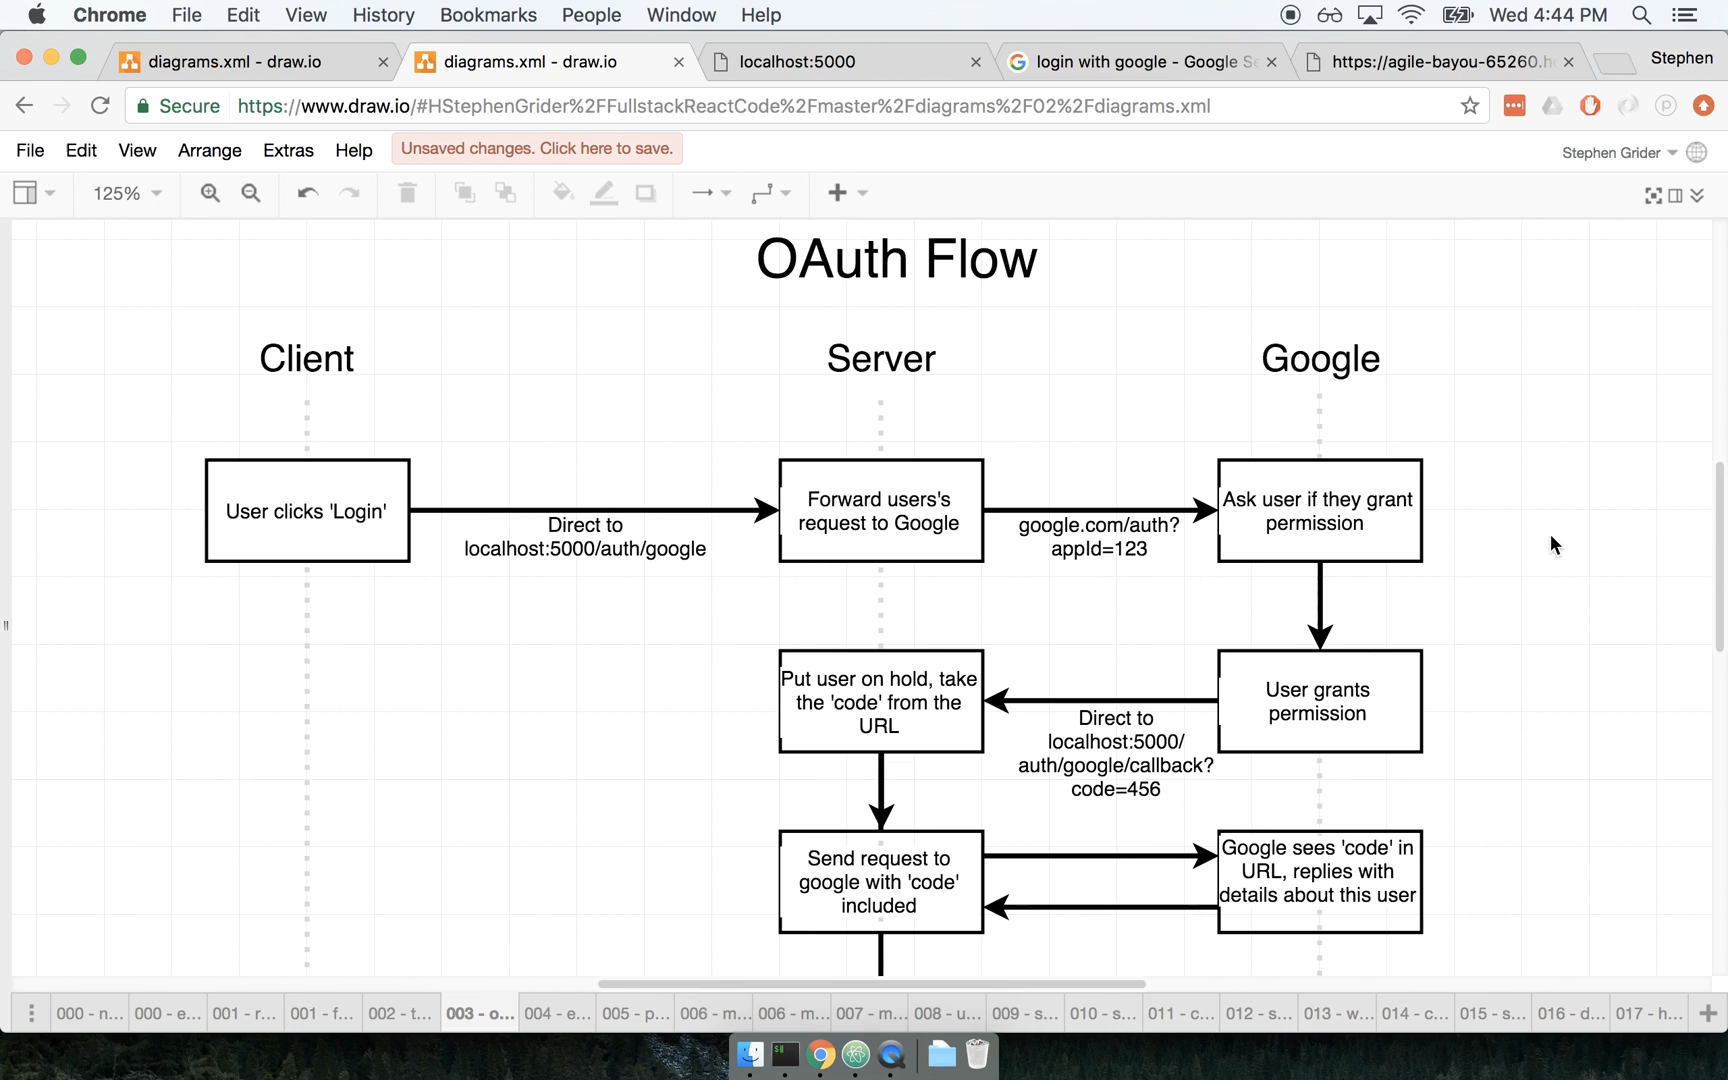 Chrome File Edit View History Bookmarks People Window Help Wed 4:44 PM
diagrams.xml - draw.io diagrams.xml - draw.io localhost:5000 login with google - Google Se https://agile-bayou-65260.h Stephen
Secure https://www.draw.io/#HStephenGrider%2FFullstackReactCode%2Fmaster%2Fdiagrams%2F02%2Fdiagrams.xml
File Edit View Arrange Extras Help Unsaved changes. Click here to save. Stephen Grider
125%
OAuth Flow
Client Server Google
User clicks 'Login'
Direct to
localhost:5000/auth/google
Forward users's
request to Google
google.com/auth?
appId=123
Ask user if they grant
permission
User grants
permission
Direct to
localhost:5000/
auth/google/callback?
code=456
Put user on hold, take
the 'code' from the
URL
Send request to
google with 'code'
included
Google sees 'code' in
URL, replies with
details about this user
000 - n... 000 - e... 001 - r... 001 - f... 002 - t... 003 - o... 004 - e... 005 - p... 006 - m... 006 - m... 007 - m... 008 - u... 009 - s... 010 - s... 011 - c... 012 - s... 013 - w... 014 - c... 015 - s... 016 - d... 017 - h...